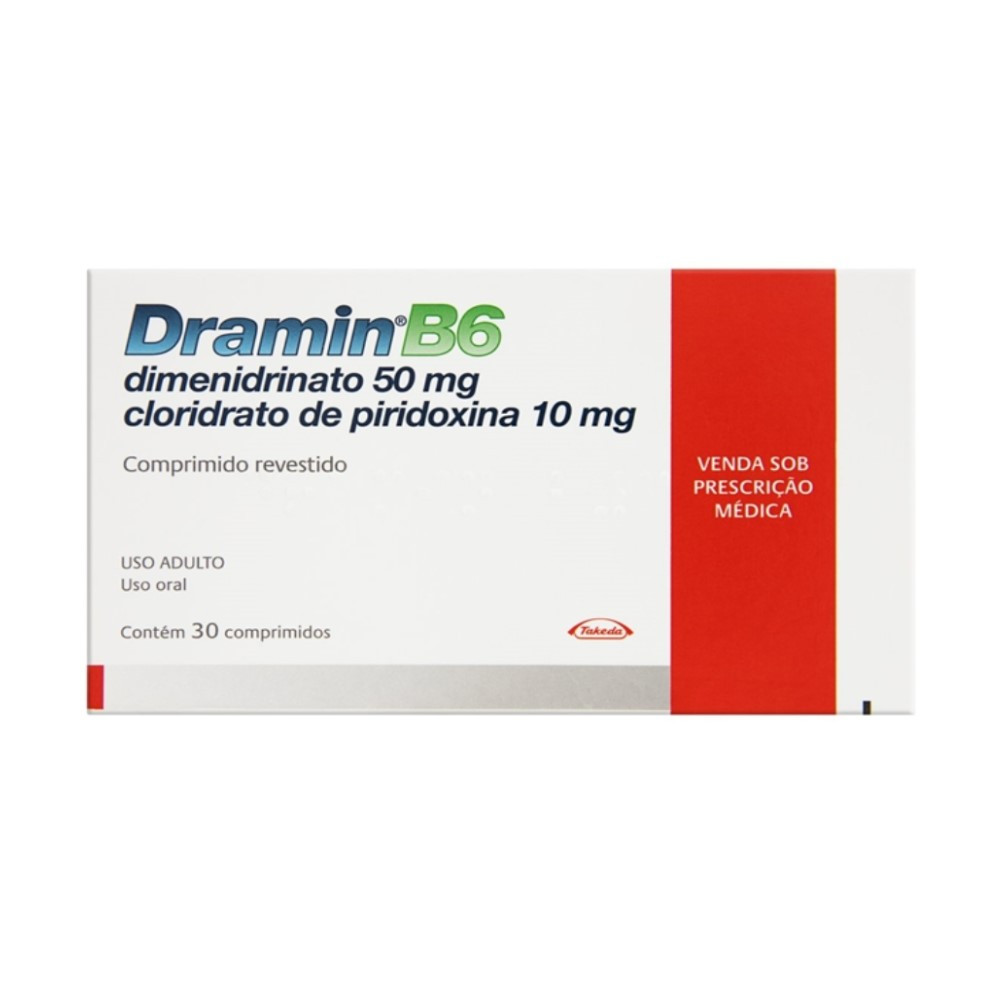 Dramin® B6
dimenidrinato 50 mg
cloridrato de piridoxina 10 mg
Comprimido revestido
USO ADULTO
Uso oral
Contém 30 comprimidos
Takeda
VENDA SOB
PRESCRIÇÃO
MÉDICA